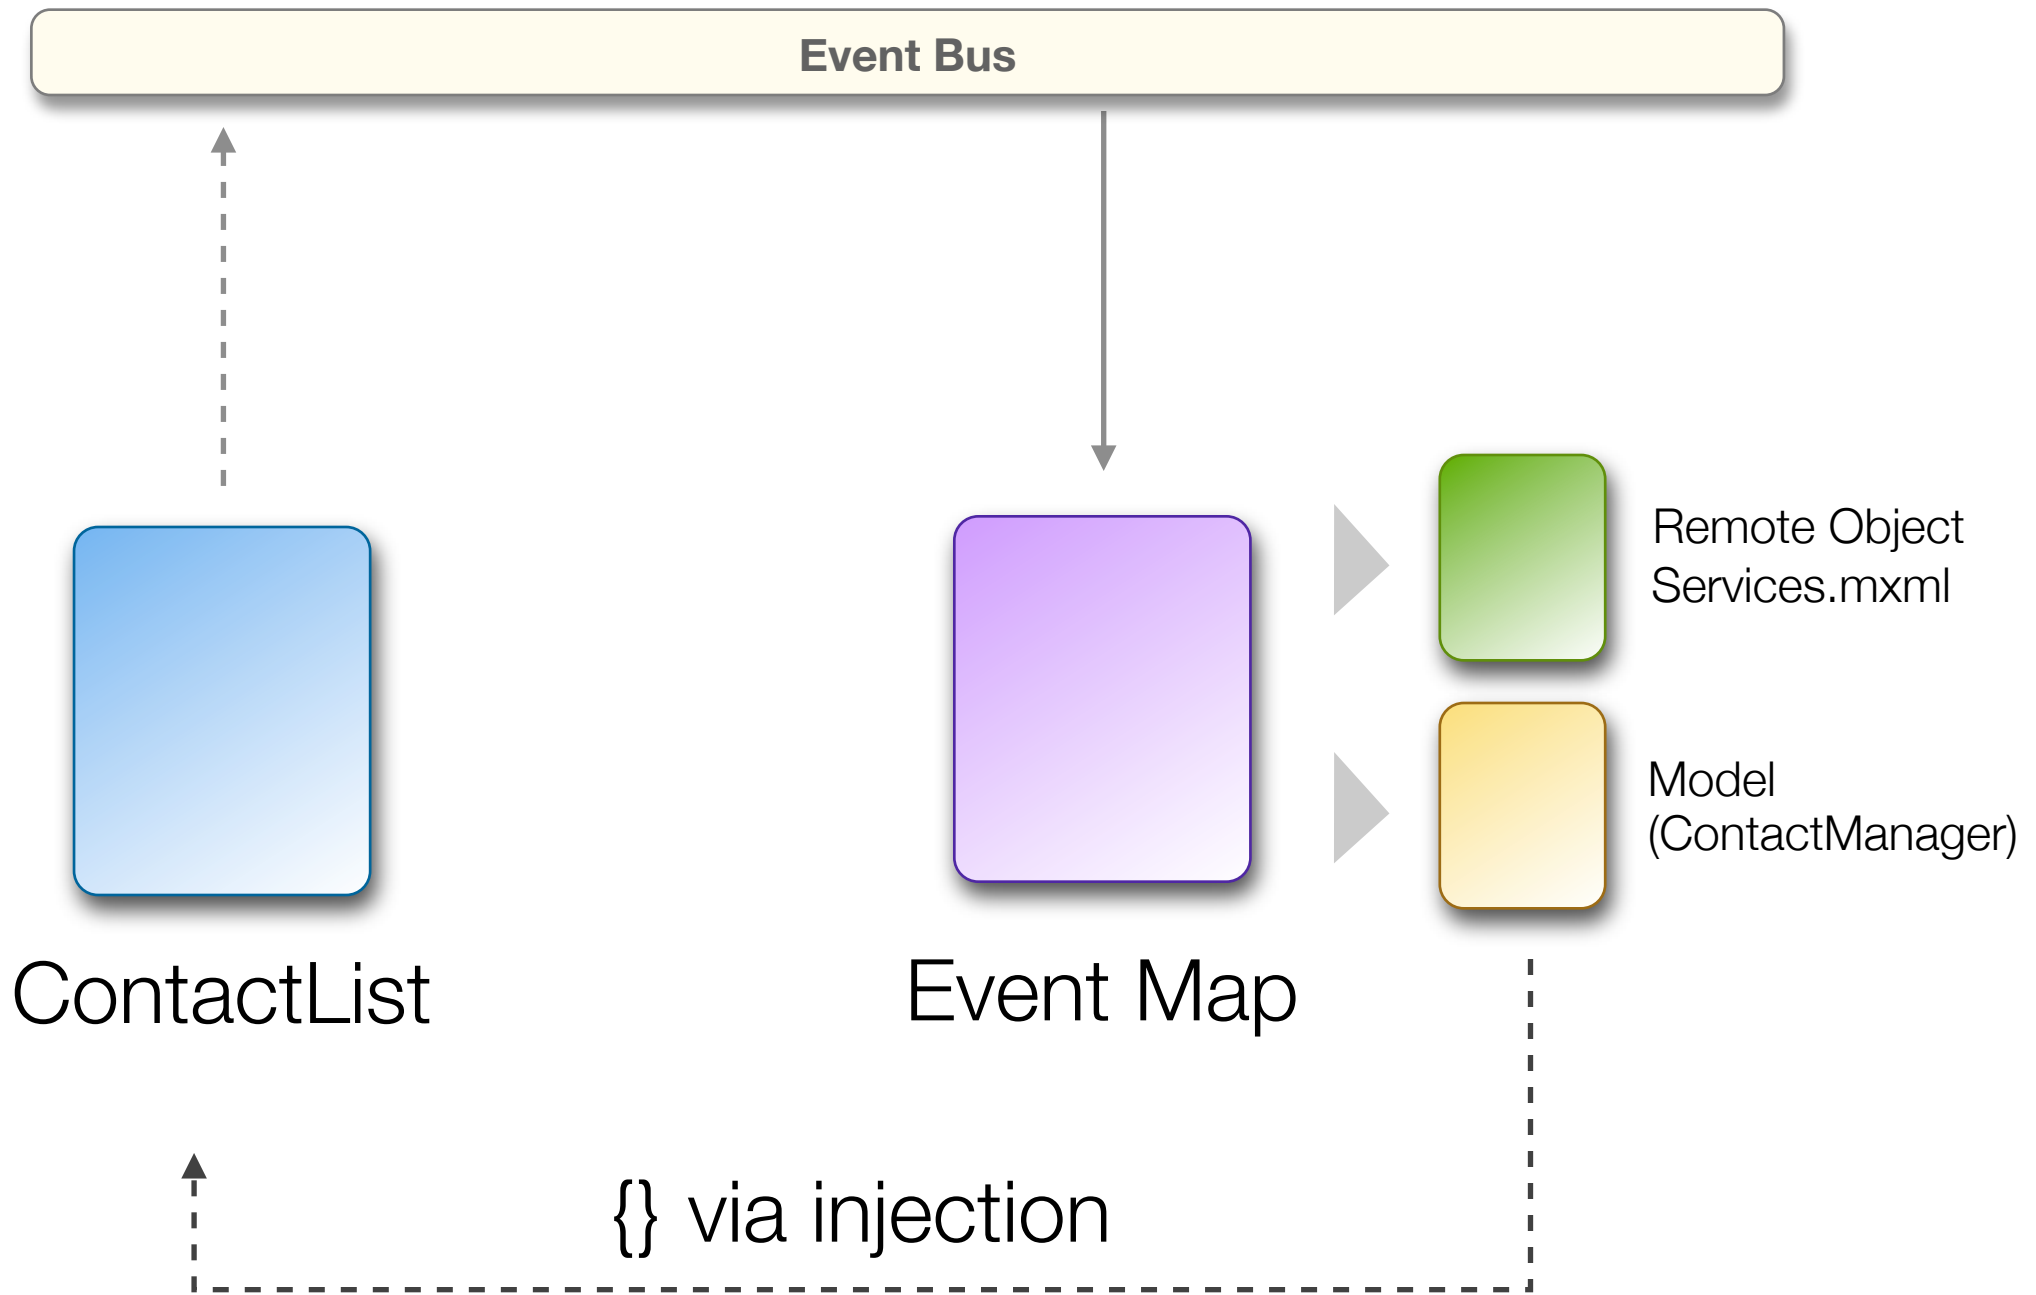 Event Bus
Remote Object
Services.mxml
Model
(ContactManager)
ContactList
Event Map
{} via injection